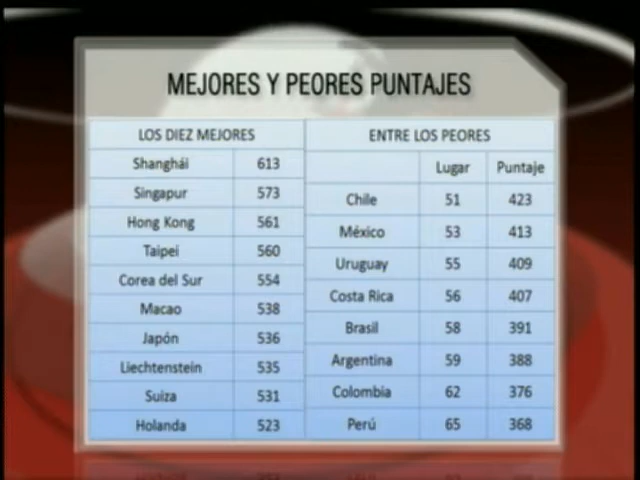 MEJORES Y PEORES PUNTAJES
LOS DIEZ MEJORES
Shanghái 613
Singapur 573
Hong Kong 561
Taipei 560
Corea del Sur 554
Macao 538
Japón 536
Liechtenstein 535
Suiza 531
Holanda 523
ENTRE LOS PEORES
Lugar Puntaje
Chile 51 423
México 53 413
Uruguay 55 409
Costa Rica 56 407
Brasil 58 391
Argentina 59 388
Colombia 62 376
Perú 65 368